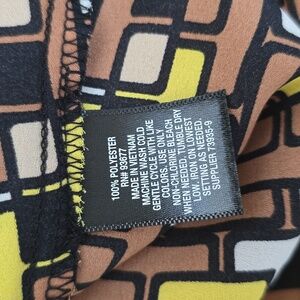 100% POLYESTER
RN# 93677
MADE IN VIETNAM
MACHINE WASH COLD
GENTLE CYCLE WITH LIKE
COLORS. USE ONLY
NON-CHLORINE BLEACH
WHEN NEEDED. TUMBLE DRY
LOW. IRON ON LOWEST
SETTING AS NEEDED.
SUPPLIER 73935-9